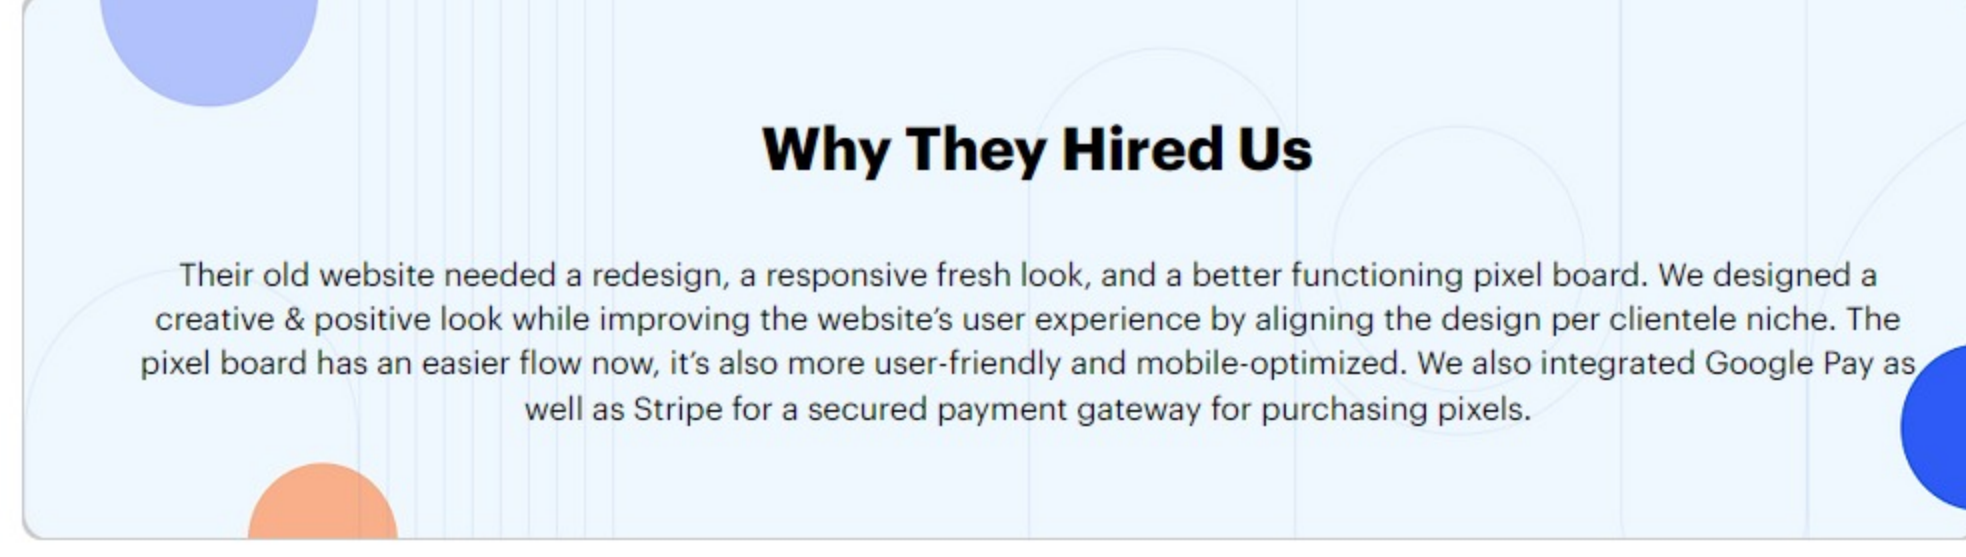 Why They Hired Us
Their old website needed a redesign, a responsive fresh look, and a better functioning pixel board. We designed a
creative & positive look while improving the website’s user experience by aligning the design per clientele niche. The
pixel board has an easier flow now, it’s also more user-friendly and mobile-optimized. We also integrated Google Pay as
well as Stripe for a secured payment gateway for purchasing pixels.